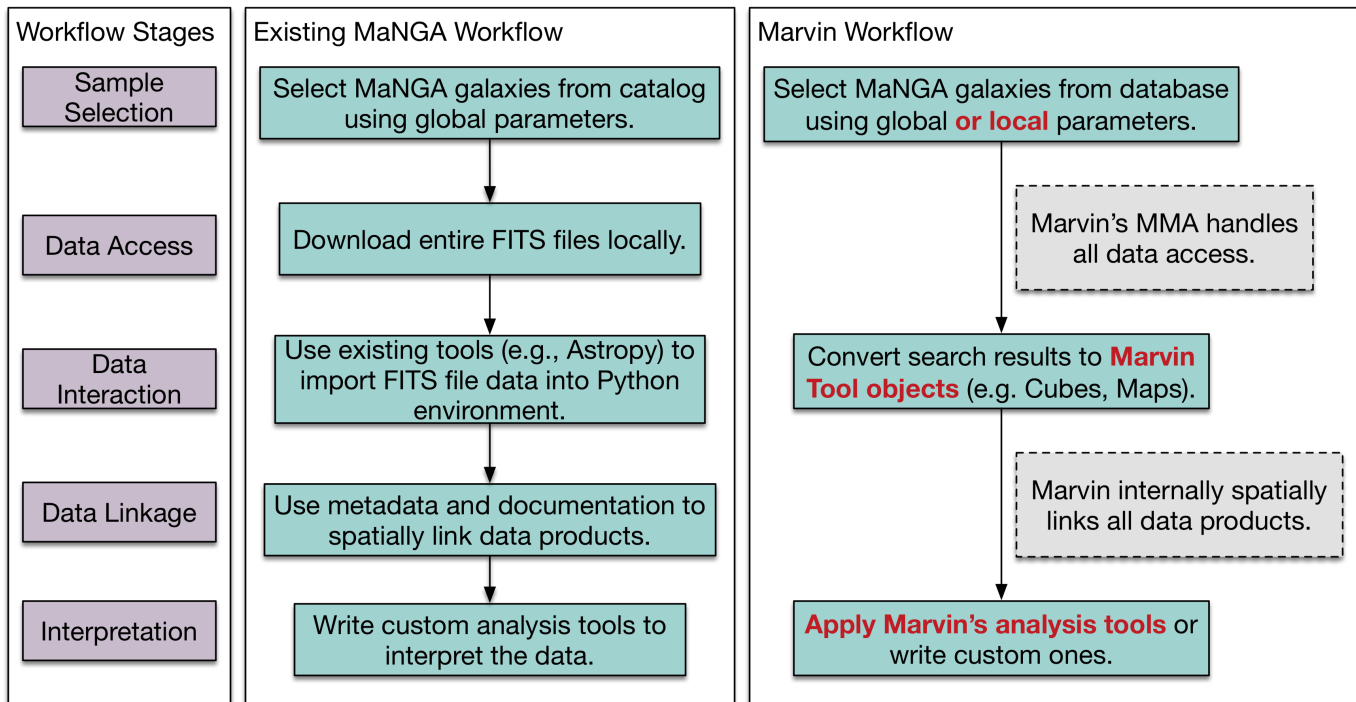 Workflow Stages
Sample
Selection
Data Access
Data
Interaction
Data Linkage
Interpretation
Existing MaNGA Workflow
Select MaNGA galaxies from catalog
using global parameters.
Download entire FITS files locally.
Use existing tools (e.g., Astropy) to
import FITS file data into Python
environment.
Use metadata and documentation to
spatially link data products.
Write custom analysis tools to
interpret the data.
Marvin Workflow
Select MaNGA galaxies from database
using global or local parameters.
Marvin’s MMA handles
all data access.
Convert search results to Marvin
Tool objects (e.g. Cubes, Maps).
Marvin internally spatially
links all data products.
Apply Marvin’s analysis tools or
write custom ones.